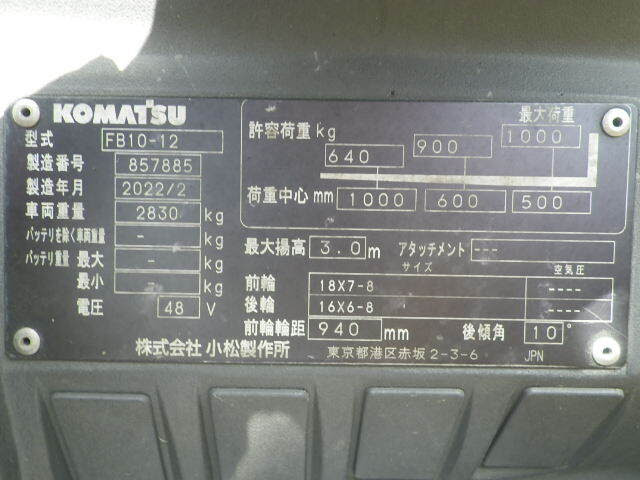 KOMATSU
型式 FB10-12
製造番号 857885
製造年月 2022/2
車両重量 2830 kg
バッテリを除く車両重量 - kg
バッテリ重量 最大 - kg
最小 - kg
電圧 48 V
最大荷重
許容荷重 kg 640 900 1000
荷重中心 mm 1000 600 500
最大揚高 3.0 m アタッチメント ---
サイズ 空気圧
前輪 18X7-8 ----
後輪 16X6-8 ----
前輪輪距 940 mm 後傾角 10°
株式会社 小松製作所 東京都港区赤坂2-3-6 JPN